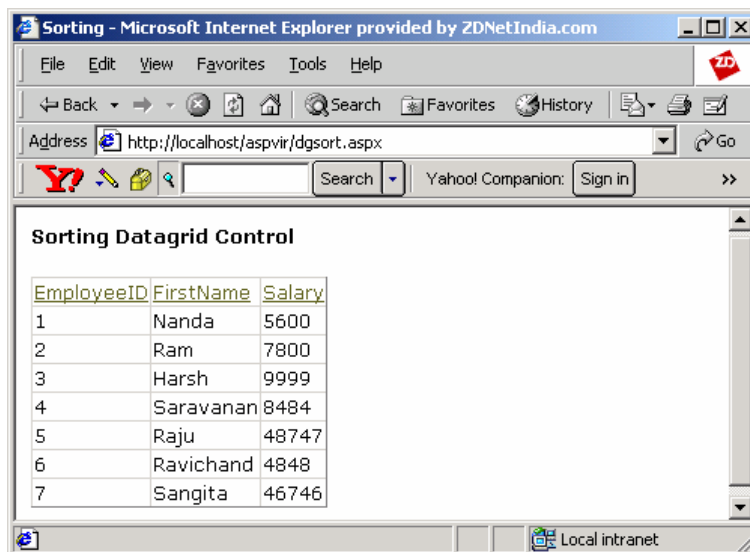 Sorting - Microsoft Internet Explorer provided by ZDNetIndia.com
File Edit View Favorites Tools Help
ZD
Back Search Favorites History
Address http://localhost/aspvir/dgsort.aspx Go
Y! Search Yahoo! Companion: Sign in »
Sorting Datagrid Control
EmployeeID FirstName Salary
1 Nanda 5600
2 Ram 7800
3 Harsh 9999
4 Saravanan 8484
5 Raju 48747
6 Ravichand 4848
7 Sangita 46746
Local intranet